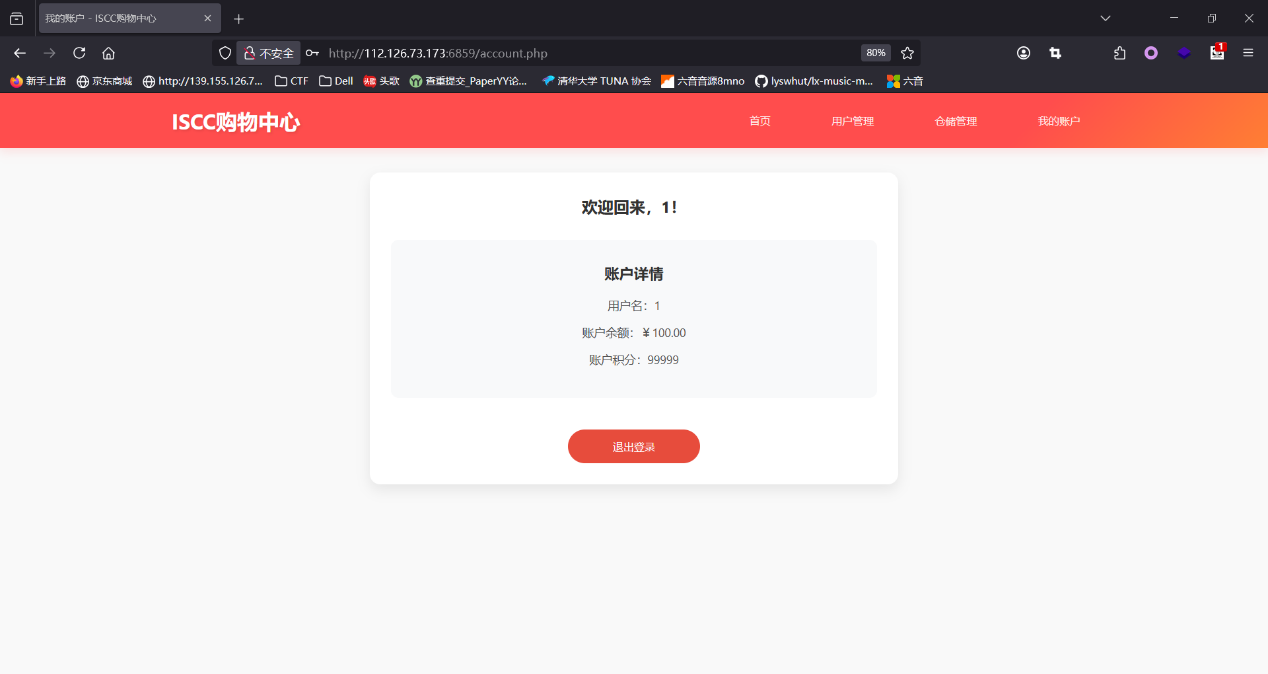 我的账户 - ISCC购物中心
不安全 http://112.126.73.173:6859/account.php 80% 1
新手上路 京东商城 http://139.155.126.7... CTF Dell 头歌 查重提交_PaperYY论... 清华大学 TUNA 协会 六音音源8mno lyswhut/lx-music-m... 六音
ISCC购物中心 首页 用户管理 仓储管理 我的账户
欢迎回来，1！
账户详情
用户名：1
账户余额：￥100.00
账户积分：99999
退出登录